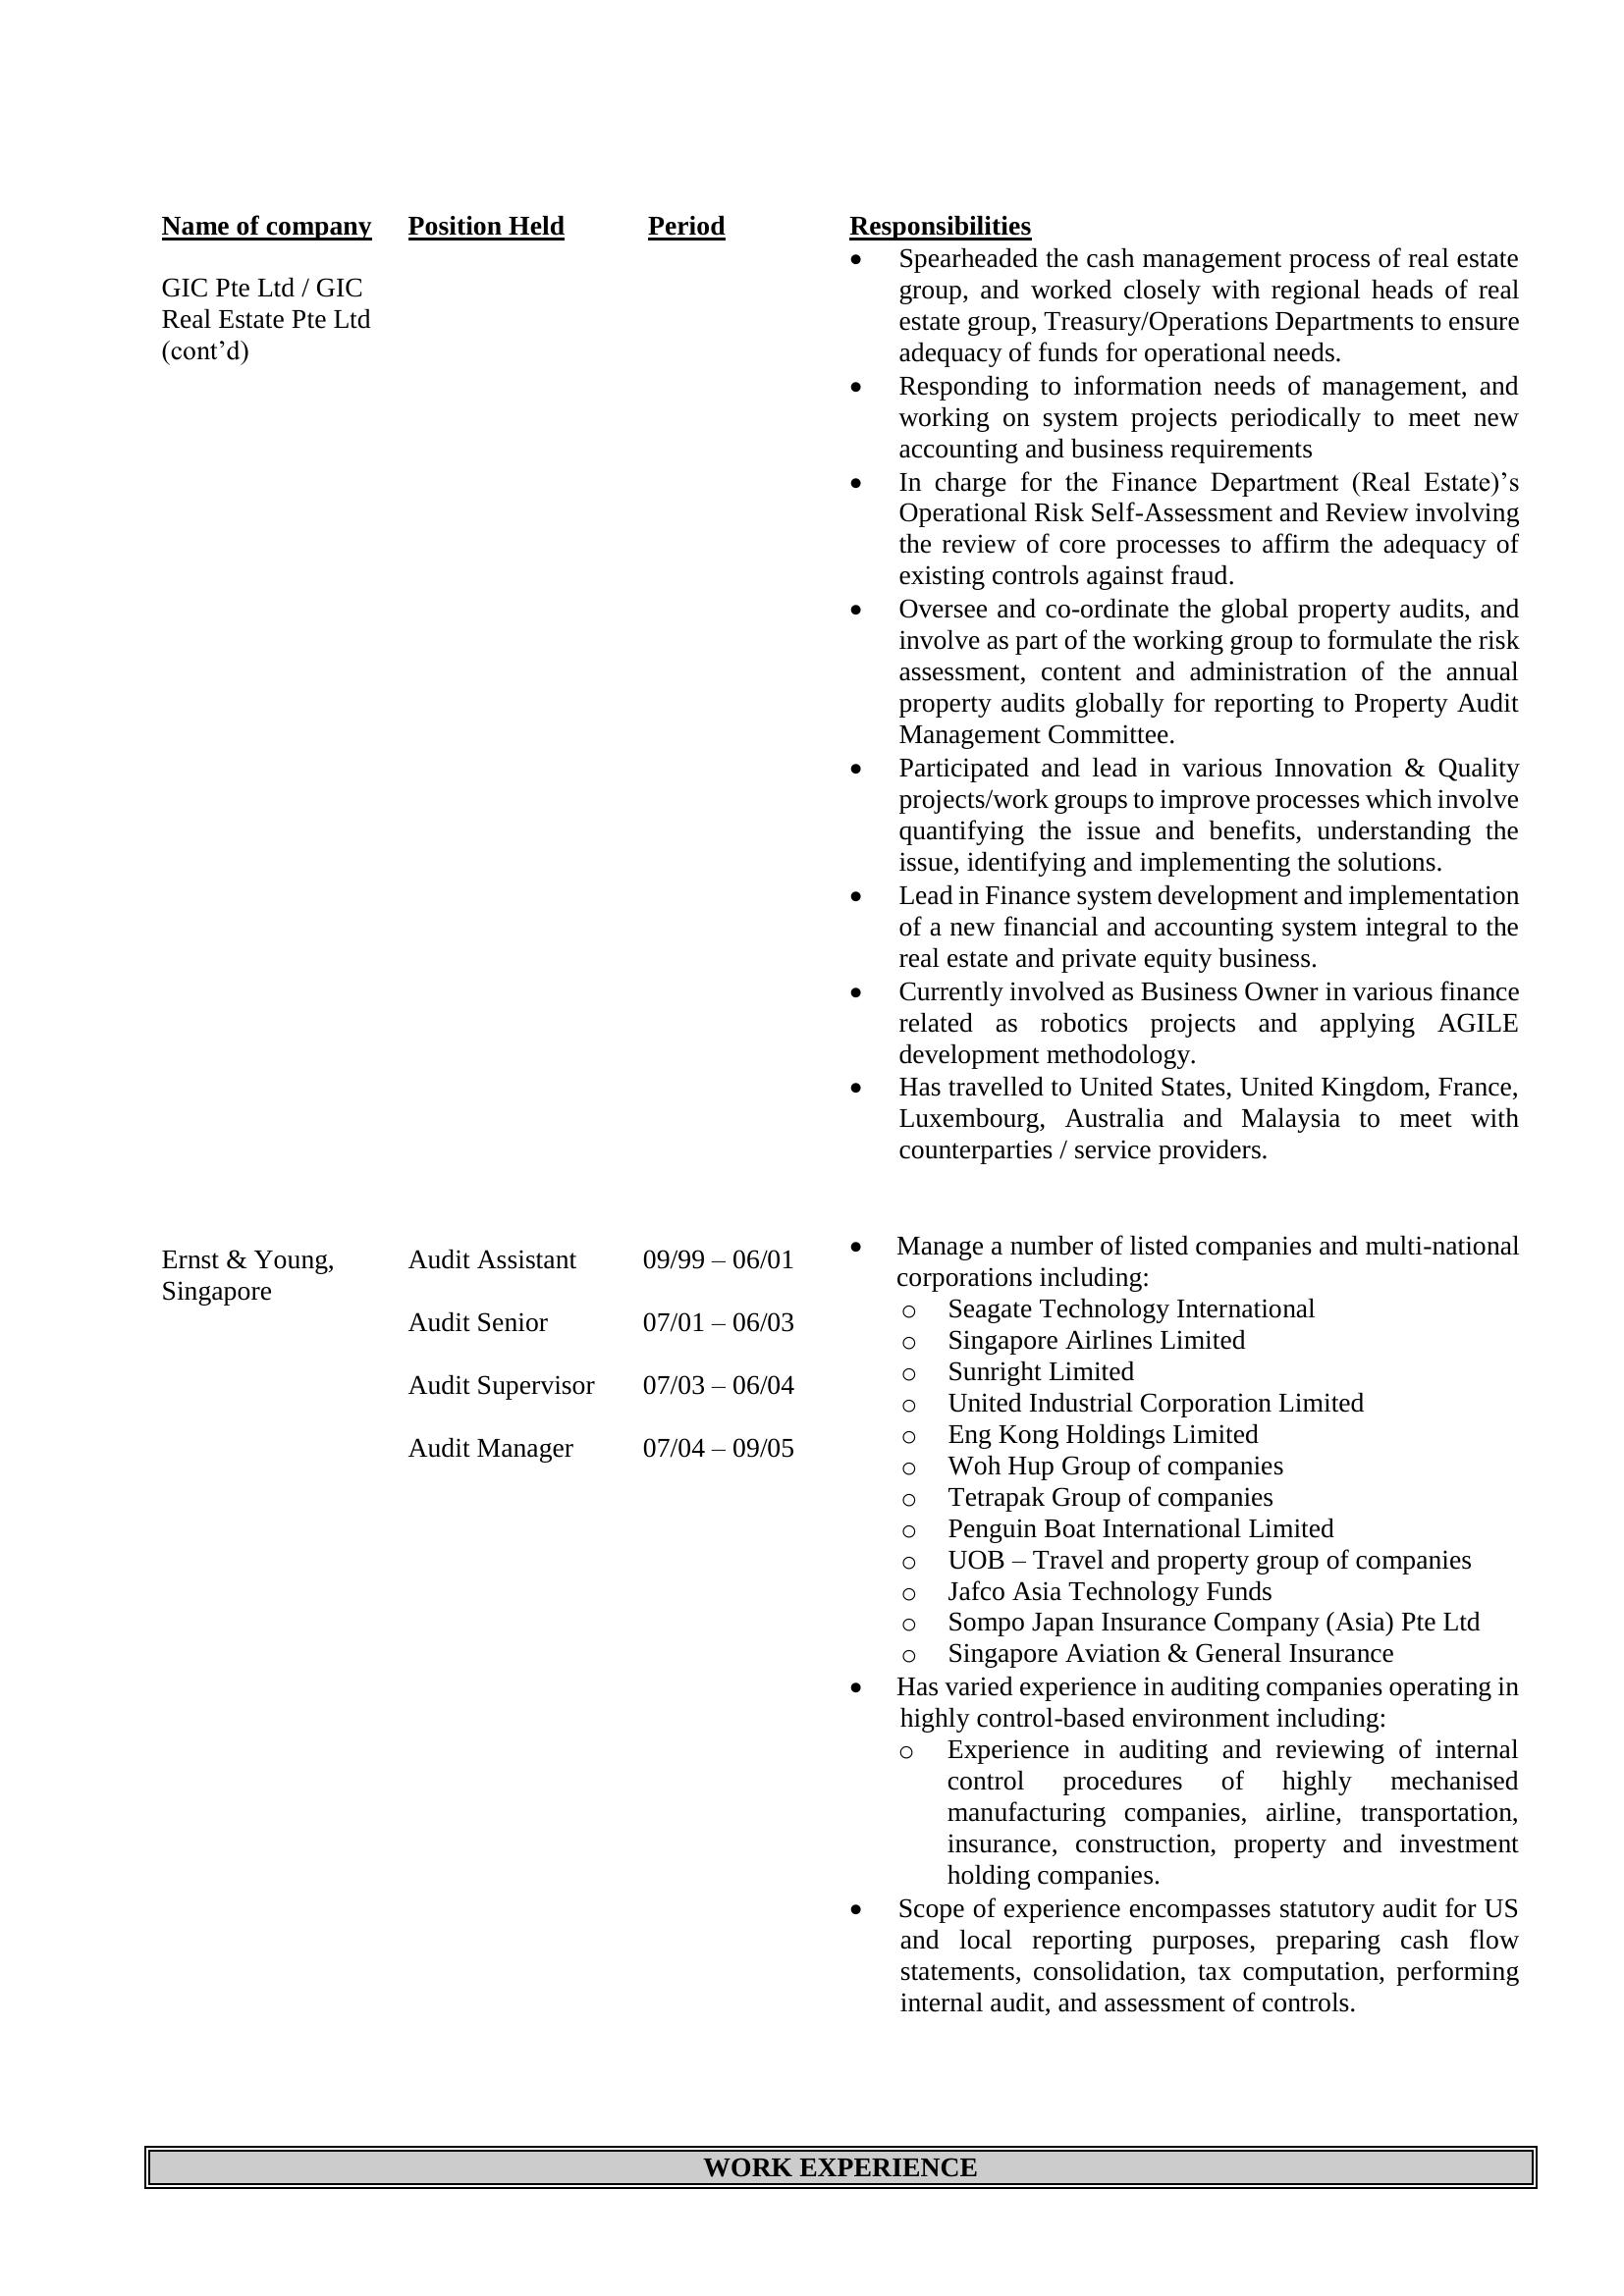 Name of company Position Held Period Responsibilities
GIC Pte Ltd / GIC
Real Estate Pte Ltd
(cont’d)
• Spearheaded the cash management process of real estate
group, and worked closely with regional heads of real
estate group, Treasury/Operations Departments to ensure
adequacy of funds for operational needs.
• Responding to information needs of management, and
working on system projects periodically to meet new
accounting and business requirements
• In charge for the Finance Department (Real Estate)’s
Operational Risk Self-Assessment and Review involving
the review of core processes to affirm the adequacy of
existing controls against fraud.
• Oversee and co-ordinate the global property audits, and
involve as part of the working group to formulate the risk
assessment, content and administration of the annual
property audits globally for reporting to Property Audit
Management Committee.
• Participated and lead in various Innovation & Quality
projects/work groups to improve processes which involve
quantifying the issue and benefits, understanding the
issue, identifying and implementing the solutions.
• Lead in Finance system development and implementation
of a new financial and accounting system integral to the
real estate and private equity business.
• Currently involved as Business Owner in various finance
related as robotics projects and applying AGILE
development methodology.
• Has travelled to United States, United Kingdom, France,
Luxembourg, Australia and Malaysia to meet with
counterparties / service providers.
Ernst & Young,
Singapore
Audit Assistant 09/99 – 06/01
Audit Senior 07/01 – 06/03
Audit Supervisor 07/03 – 06/04
Audit Manager 07/04 – 09/05
• Manage a number of listed companies and multi-national
corporations including:
o Seagate Technology International
o Singapore Airlines Limited
o Sunright Limited
o United Industrial Corporation Limited
o Eng Kong Holdings Limited
o Woh Hup Group of companies
o Tetrapak Group of companies
o Penguin Boat International Limited
o UOB – Travel and property group of companies
o Jafco Asia Technology Funds
o Sompo Japan Insurance Company (Asia) Pte Ltd
o Singapore Aviation & General Insurance
• Has varied experience in auditing companies operating in
highly control-based environment including:
o Experience in auditing and reviewing of internal
control procedures of highly mechanised
manufacturing companies, airline, transportation,
insurance, construction, property and investment
holding companies.
• Scope of experience encompasses statutory audit for US
and local reporting purposes, preparing cash flow
statements, consolidation, tax computation, performing
internal audit, and assessment of controls.
WORK EXPERIENCE